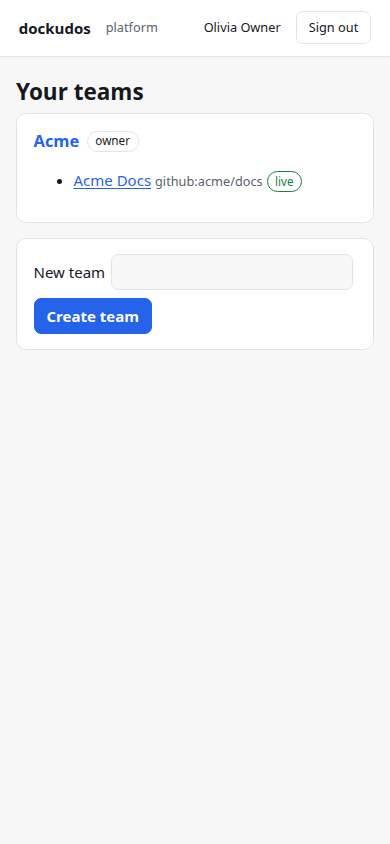 dockudos platform Olivia Owner Sign out
Your teams
Acme owner
Acme Docs github:acme/docs live
New team
Create team